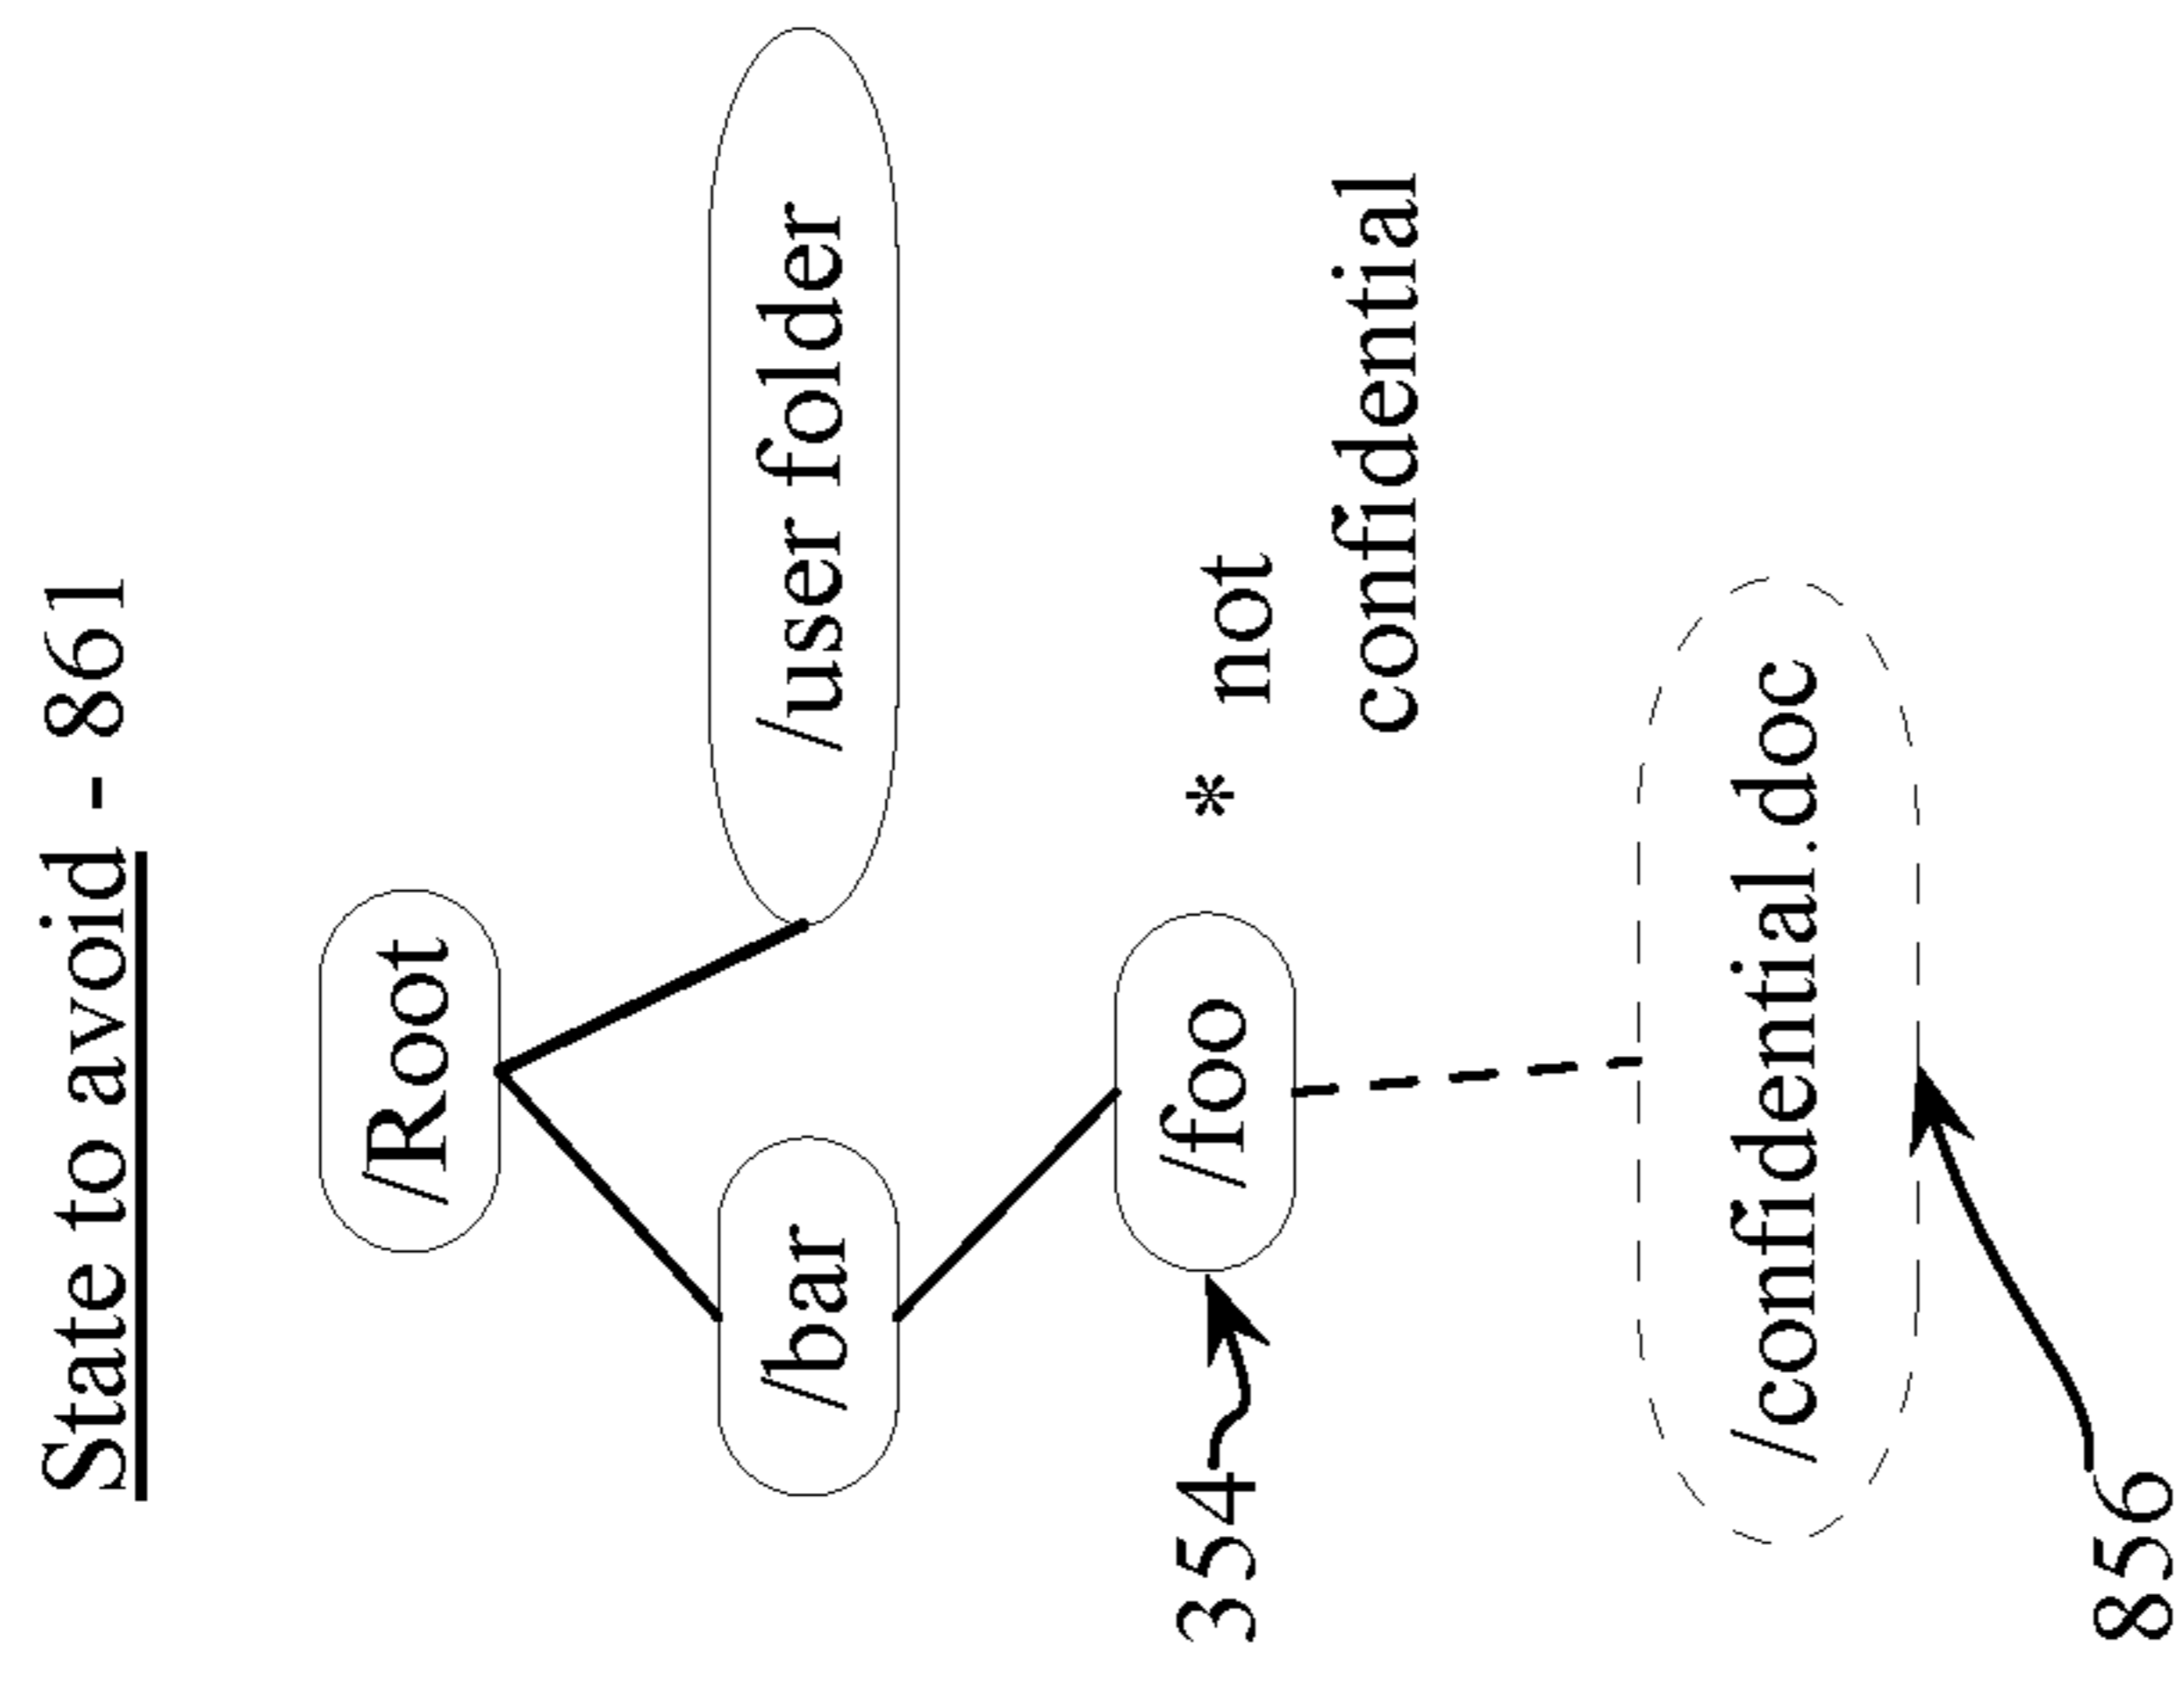 State to avoid - 861
/Root
/bar
/user folder
354
/foo
* not
confidential
/confidential.doc
856